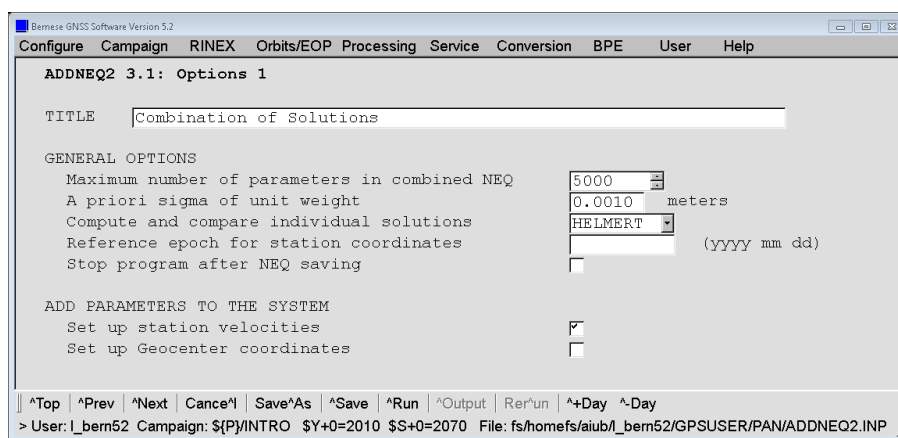 Bernese GNSS Software Version 5.2
Configure Campaign RINEX Orbits/EOP Processing Service Conversion BPE User Help
ADDNEQ2 3.1: Options 1
TITLE Combination of Solutions
GENERAL OPTIONS
Maximum number of parameters in combined NEQ 5000
A priori sigma of unit weight 0.0010 meters
Compute and compare individual solutions HELMERT
Reference epoch for station coordinates (yyyy mm dd)
Stop program after NEQ saving
ADD PARAMETERS TO THE SYSTEM
Set up station velocities
Set up Geocenter coordinates
^Top | ^Prev | ^Next | Cance^l | Save^As | ^Save | ^Run | ^Output | Rer^un | ^+Day ^-Day
> User: l_bern52 Campaign: ${P}/INTRO $Y+0=2010 $S+0=2070 File: fs/homefs/aiub/l_bern52/GPSUSER/PAN/ADDNEQ2.INP